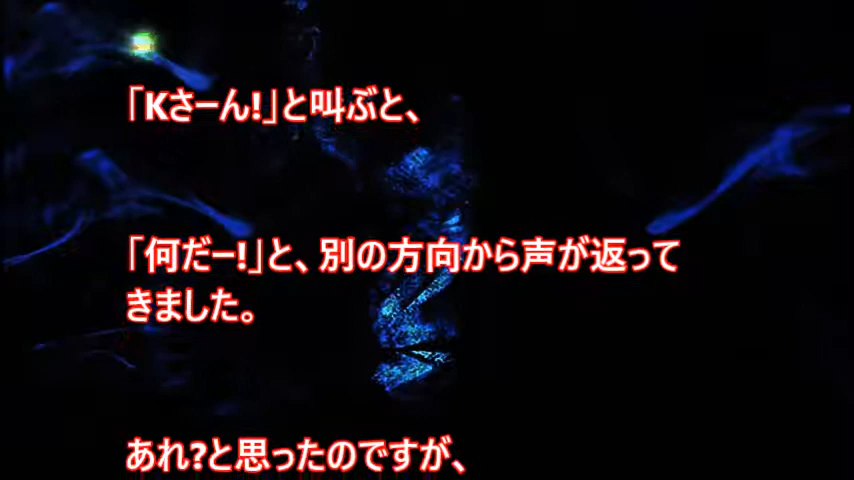 「Kさーん!」と叫ぶと、
「何だー!」と、別の方向から声が返って
きました。
あれ?と思ったのですが、